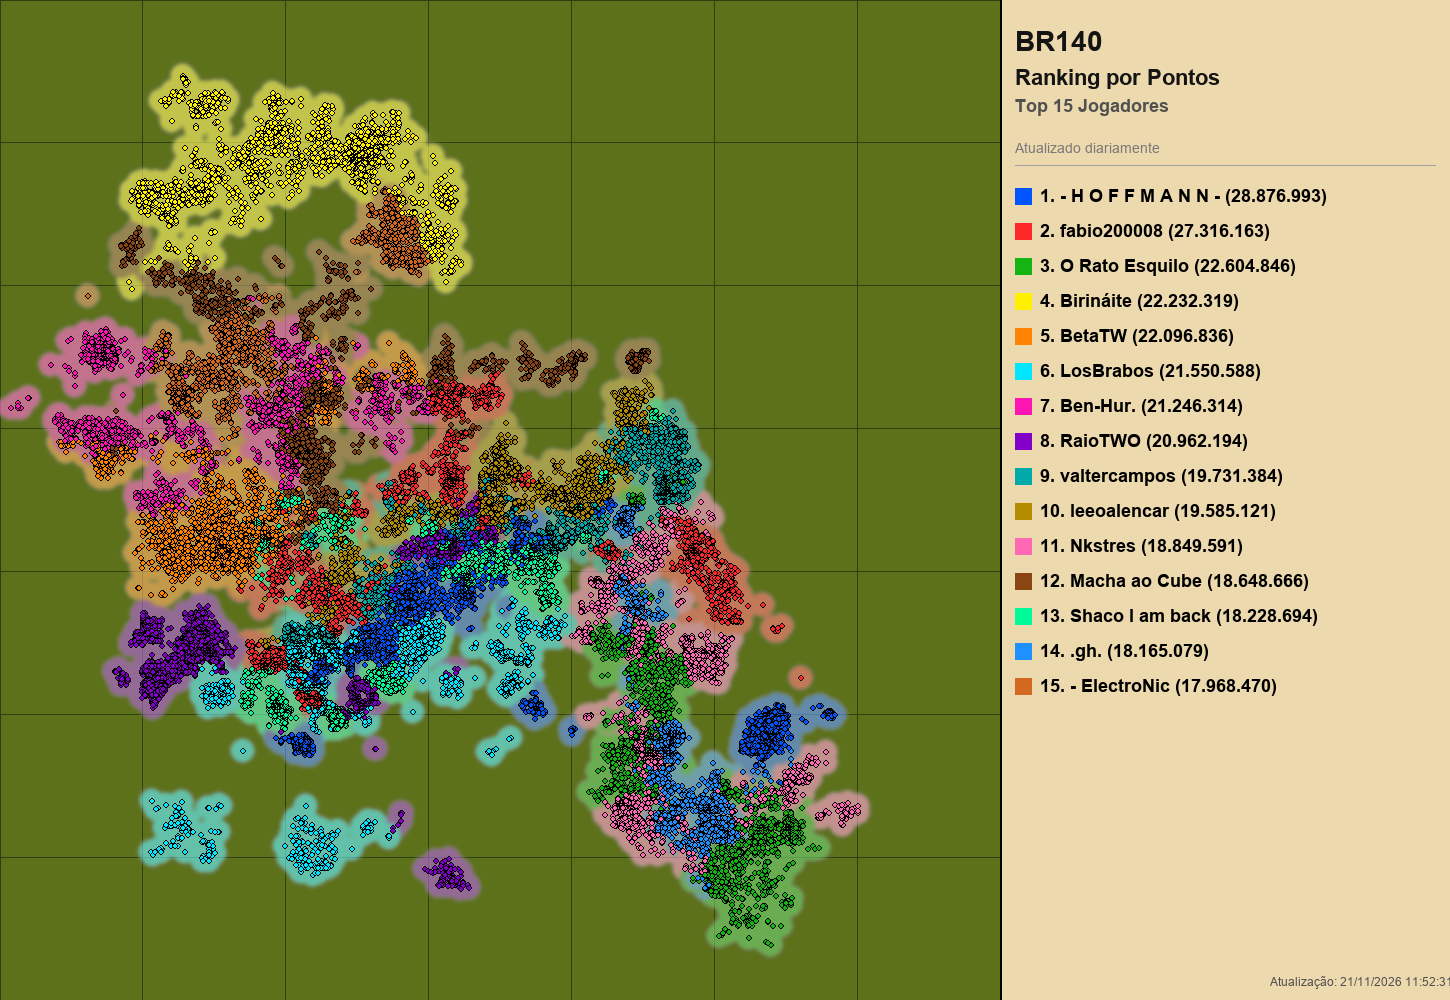 BR140
Ranking por Pontos
Top 15 Jogadores
Atualizado diariamente
1. - H O F F M A N N - (28.876.993)
2. fabio200008 (27.316.163)
3. O Rato Esquilo (22.604.846)
4. Birináite (22.232.319)
5. BetaTW (22.096.836)
6. LosBrabos (21.550.588)
7. Ben-Hur. (21.246.314)
8. RaioTWO (20.962.194)
9. valtercampos (19.731.384)
10. leeoalencar (19.585.121)
11. Nkstres (18.849.591)
12. Macha ao Cube (18.648.666)
13. Shaco I am back (18.228.694)
14. .gh. (18.165.079)
15. - ElectroNic (17.968.470)
Atualização: 21/11/2026 11:52:31